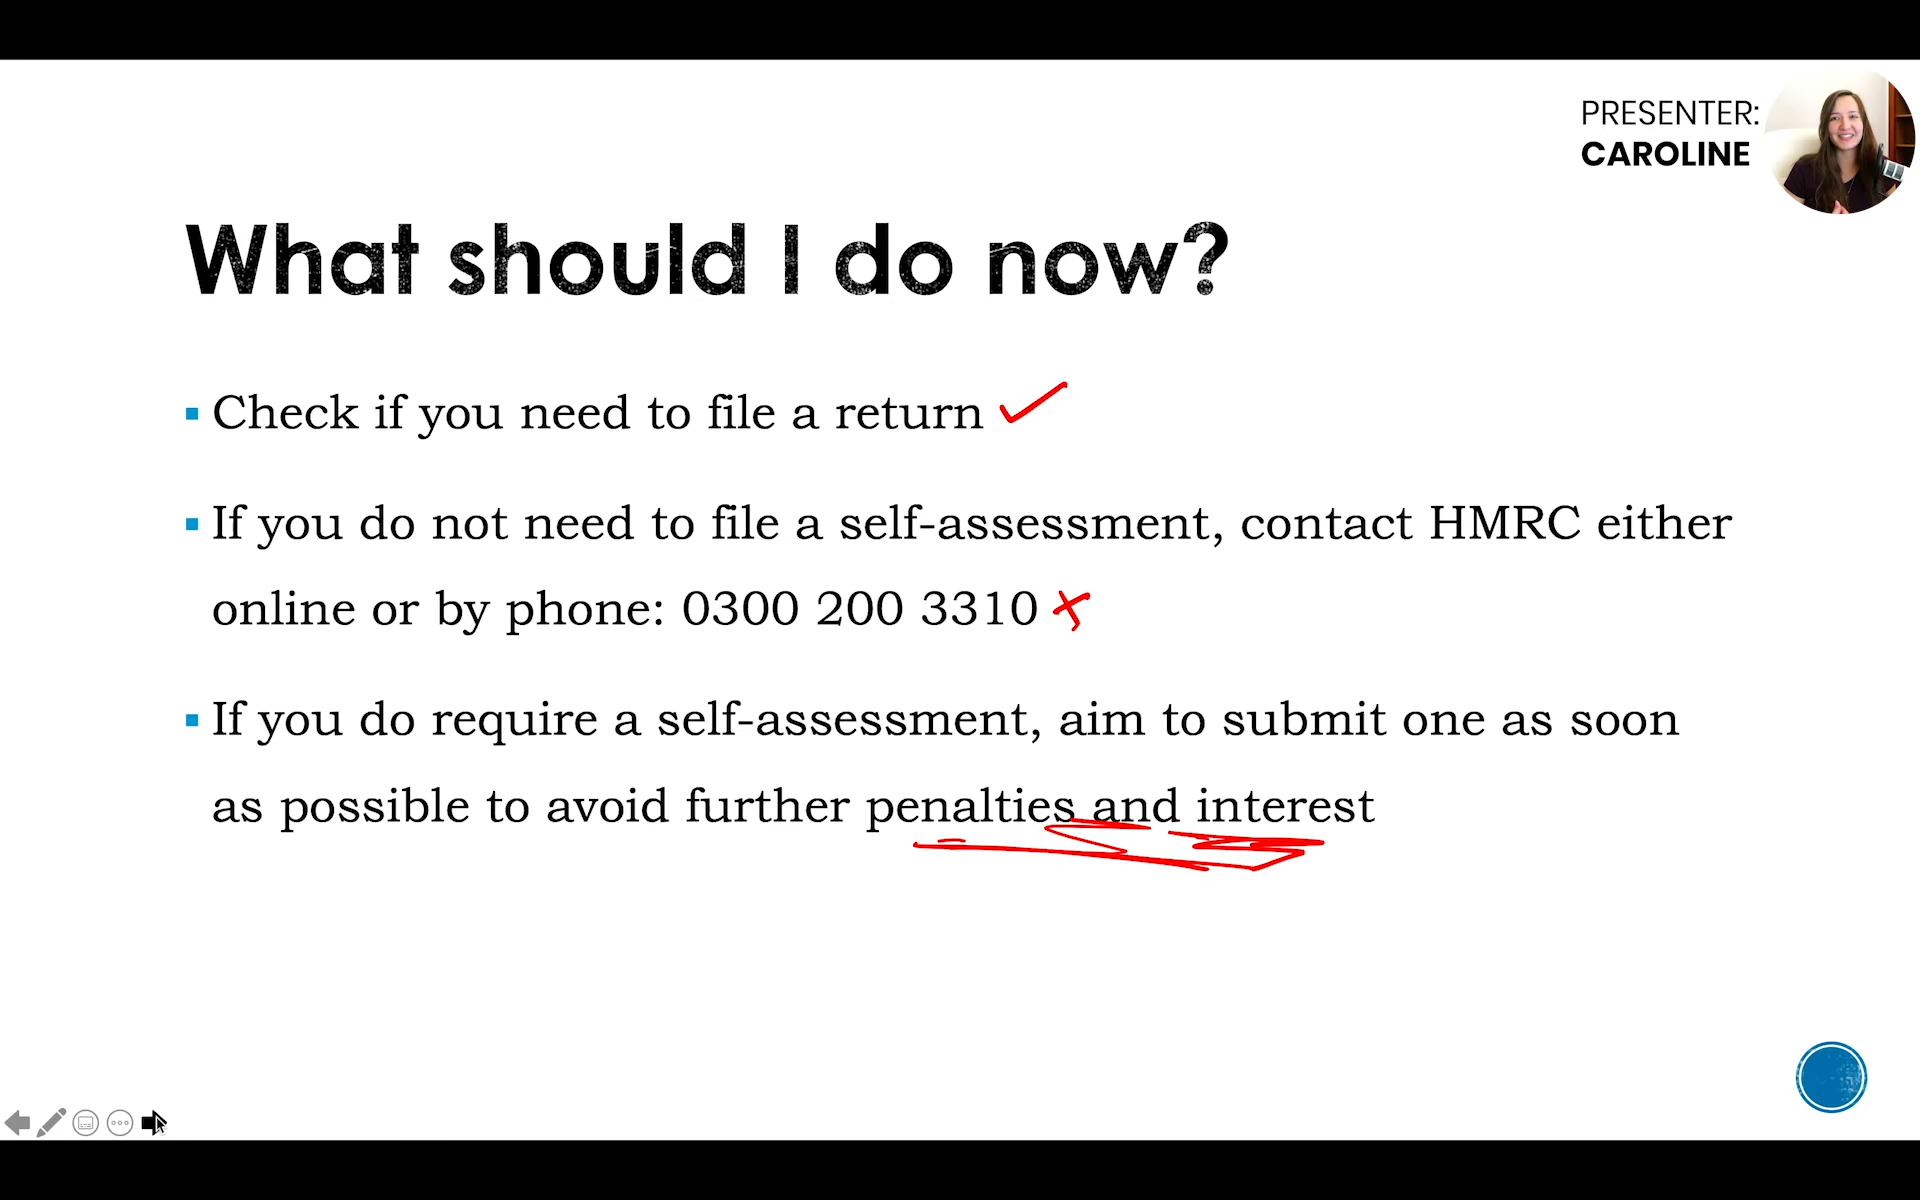 PRESENTER:
CAROLINE
What should I do now?
▪ Check if you need to file a return
▪ If you do not need to file a self-assessment, contact HMRC either
online or by phone: 0300 200 3310
▪ If you do require a self-assessment, aim to submit one as soon
as possible to avoid further penalties and interest